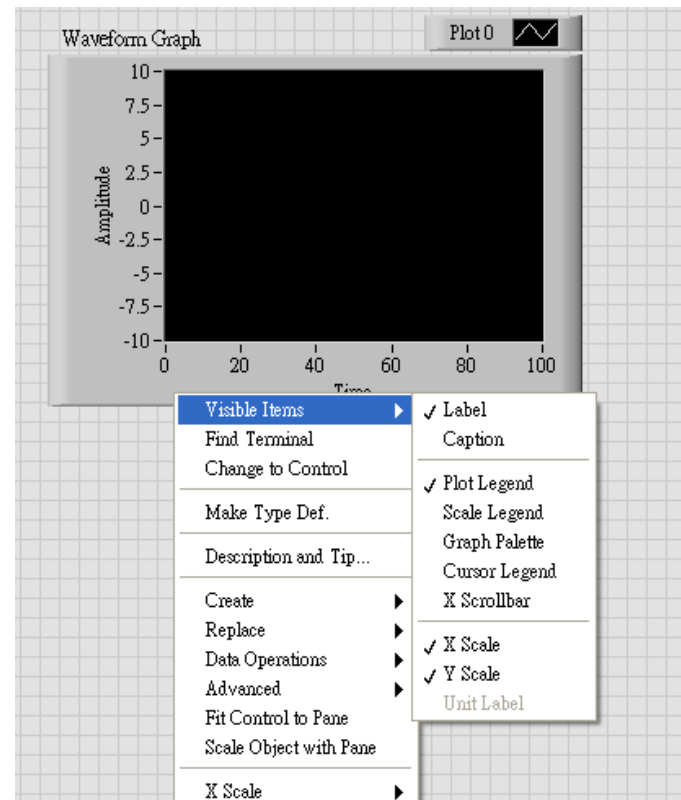 Waveform Graph
Plot 0
10
7.5
5
2.5
0
-2.5
-5
-7.5
-10
Amplitude
0 20 40 60 80 100
Time
Visible Items
Find Terminal
Change to Control
Make Type Def.
Description and Tip...
Create
Replace
Data Operations
Advanced
Fit Control to Pane
Scale Object with Pane
X Scale
Label
Caption
Plot Legend
Scale Legend
Graph Palette
Cursor Legend
X Scrollbar
X Scale
Y Scale
Unit Label